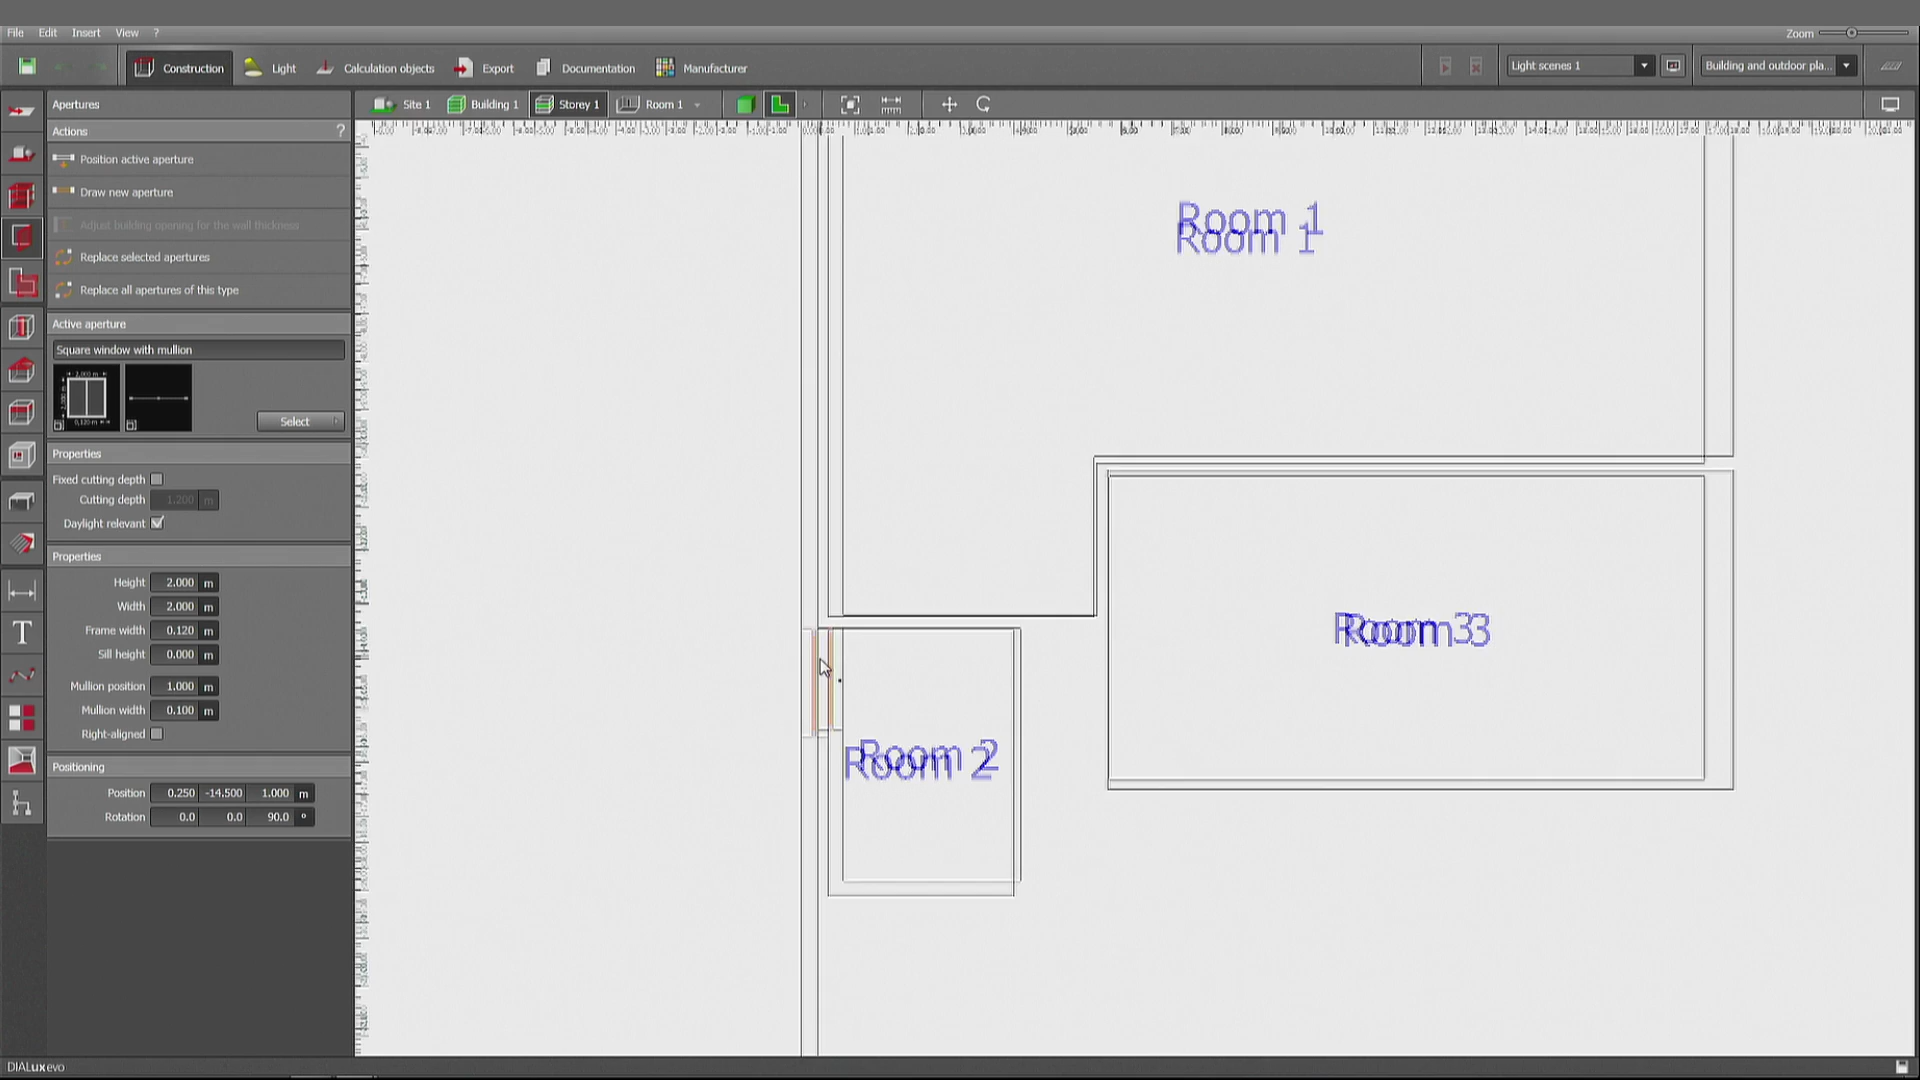 File Edit Insert View ?
Zoom
Construction Light Calculation objects Export Documentation Manufacturer
Light scenes 1
Building and outdoor pla...
Apertures
Site 1 Building 1 Storey 1 Room 1
Actions ?
Position active aperture
Draw new aperture
Adjust building opening for the wall thickness
Replace selected apertures
Replace all apertures of this type
Active aperture
Square window with mullion
Select
Properties
Fixed cutting depth
Cutting depth 1.200 m
Daylight relevant
Properties
Height 2.000 m
Width 2.000 m
Frame width 0.120 m
Sill height 0.000 m
Mullion position 1.000 m
Mullion width 0.100 m
Right-aligned
Positioning
Position 0.250 -14.500 1.000 m
Rotation 0.0 0.0 90.0 °
Room 1
Room 1
Room 3
Room 3
Room 2
Room 2
DIALux evo